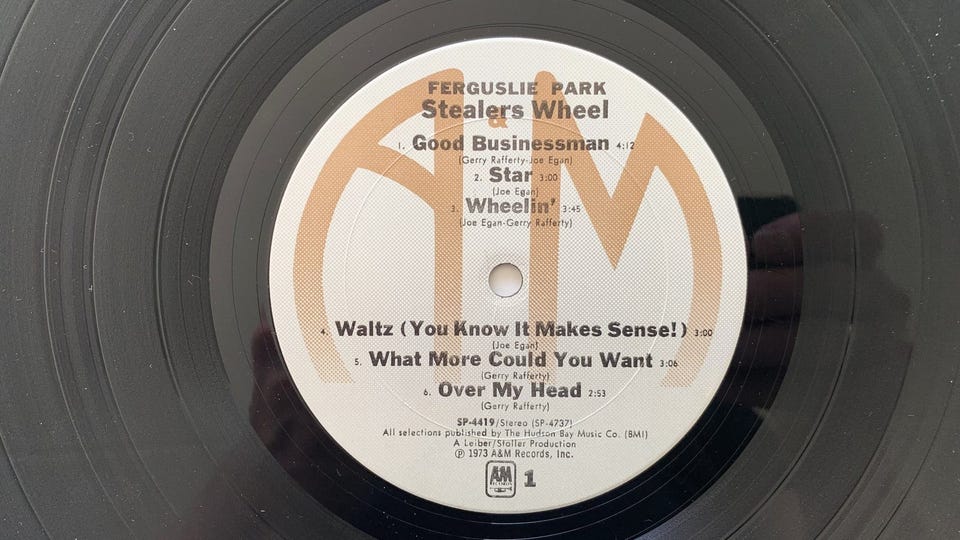 FERGUSLIE PARK
Stealers Wheel
&
1. Good Businessman 4:12
(Gerry Rafferty-Joe Egan)
2. Star 3:00
(Joe Egan)
3. Wheelin' 3:45
(Joe Egan-Gerry Rafferty)
AM
4. Waltz (You Know It Makes Sense!) 3:00
(Joe Egan)
5. What More Could You Want 3:06
(Gerry Rafferty)
6. Over My Head 2:53
(Gerry Rafferty)
SP-4419/Stereo (SP-4737)
All selections published by The Hudson Bay Music Co. (BMI)
A Leiber/Stoller Production
℗ 1973 A&M Records, Inc.
A&M RECORDS 1